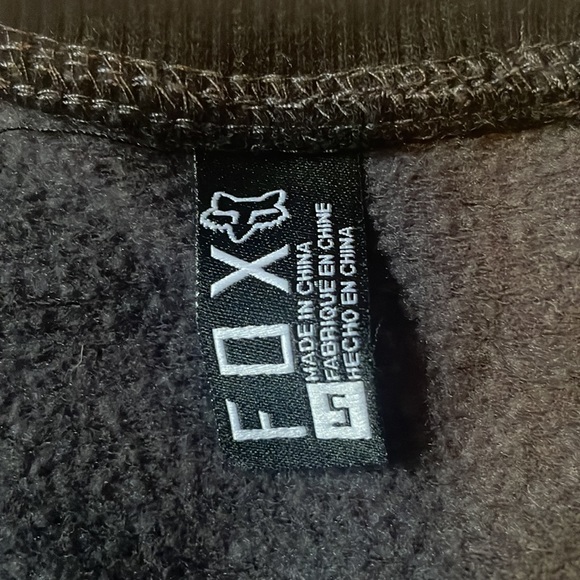 FOX
S
MADE IN CHINA
FABRIQUÉ EN CHINE
HECHO EN CHINA